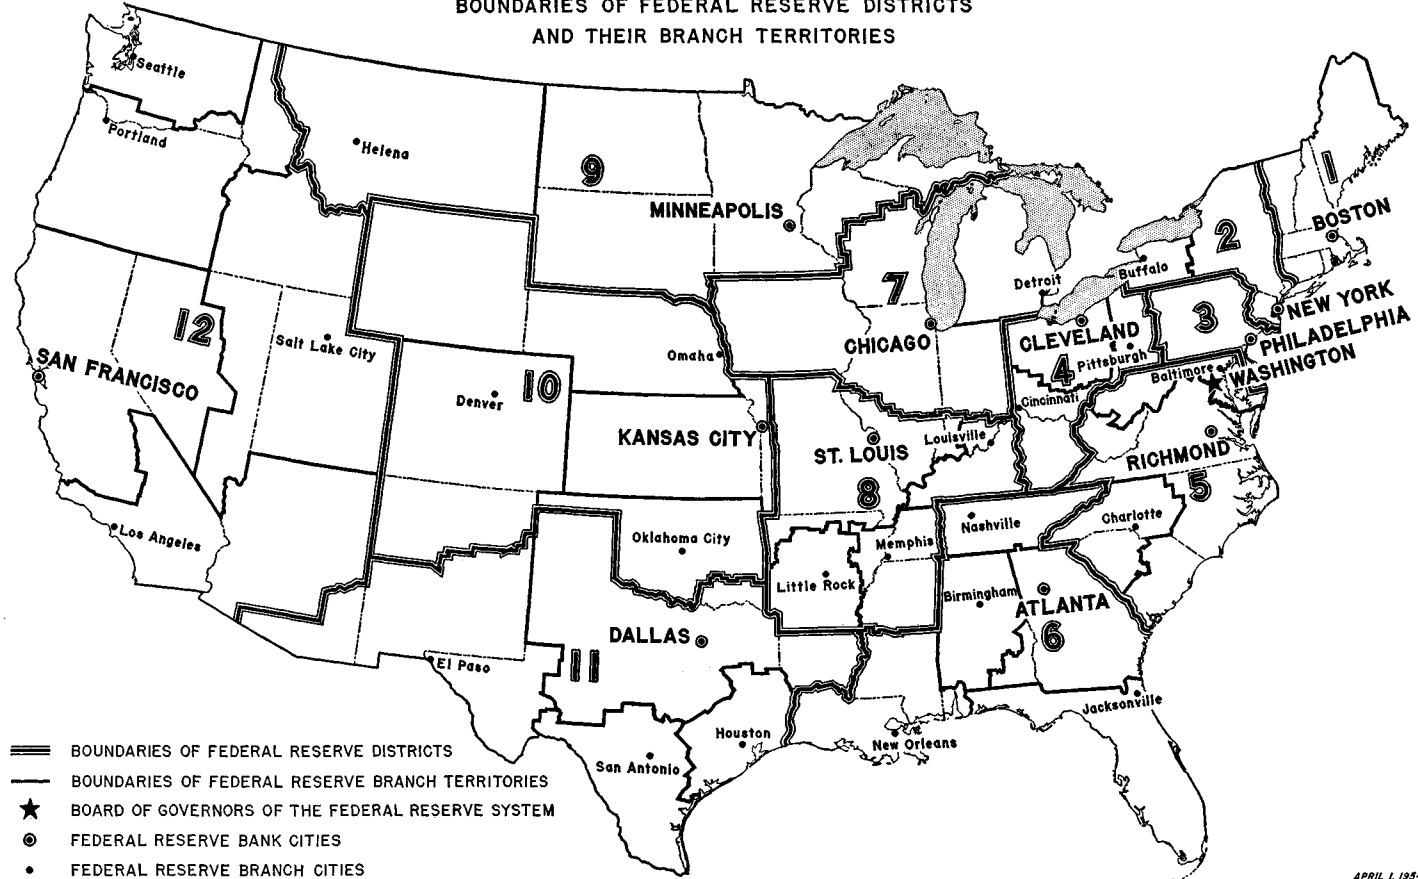 BOUNDARIES OF FEDERAL RESERVE DISTRICTS
AND THEIR BRANCH TERRITORIES
Seattle
Portland
Helena
9
MINNEAPOLIS
1
BOSTON
2
Buffalo
Detroit
7
12
SAN FRANCISCO
Salt Lake City
Omaha
CHICAGO
CLEVELAND
4
Pittsburgh
3
NEW YORK
PHILADELPHIA
WASHINGTON
Baltimore
Cincinnati
10
Denver
KANSAS CITY
ST. LOUIS
Louisville
8
RICHMOND
5
Los Angeles
Oklahoma City
Nashville
Charlotte
Memphis
Little Rock
Birmingham
ATLANTA
6
DALLAS
11
El Paso
Houston
San Antonio
New Orleans
Jacksonville
BOUNDARIES OF FEDERAL RESERVE DISTRICTS
BOUNDARIES OF FEDERAL RESERVE BRANCH TERRITORIES
BOARD OF GOVERNORS OF THE FEDERAL RESERVE SYSTEM
FEDERAL RESERVE BANK CITIES
FEDERAL RESERVE BRANCH CITIES
APRIL 1,